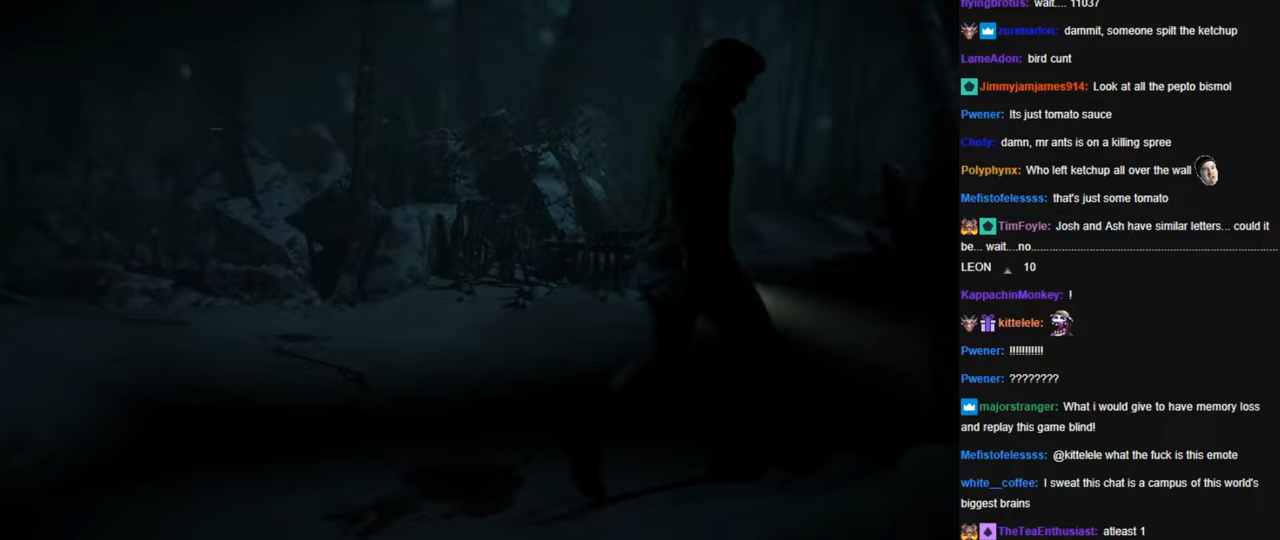 flyingbrotus: wait.... 11037
zuramarlon: dammit, someone spilt the ketchup
LameAdon: bird cunt
Jimmyjamjames914: Look at all the pepto bismol
Pwener: Its just tomato sauce
Chnty: damn, mr ants is on a killing spree
Polyphynx: Who left ketchup all over the wall
Mefistofelessss: that's just some tomato
TimFoyle: Josh and Ash have similar letters... could it
be... wait....no.......................................................................
LEON 10
KappachinMonkey: !
kittelele:
Pwener: !!!!!!!!!!!
Pwener: ????????
majorstranger: What i would give to have memory loss
and replay this game blind!
Mefistofelessss: @kittelele what the fuck is this emote
white__coffee: I sweat this chat is a campus of this world's
biggest brains
TheTeaEnthusiast: atleast 1